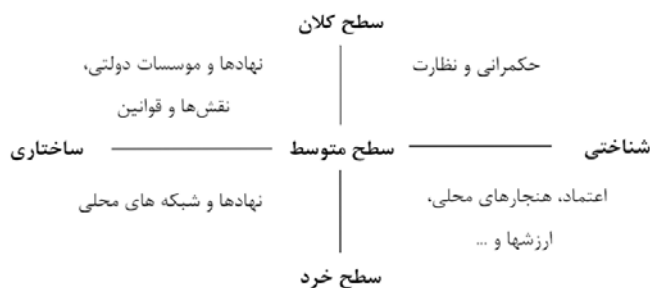 سطح کلان
حکمرانی و نظارت
نهادها و موسسات دولتی،
نقش‌ها و قوانین
شناختی
سطح متوسط
ساختاری
اعتماد، هنجارهای محلی،
ارزشها و ...
نهادها و شبکه های محلی
سطح خرد